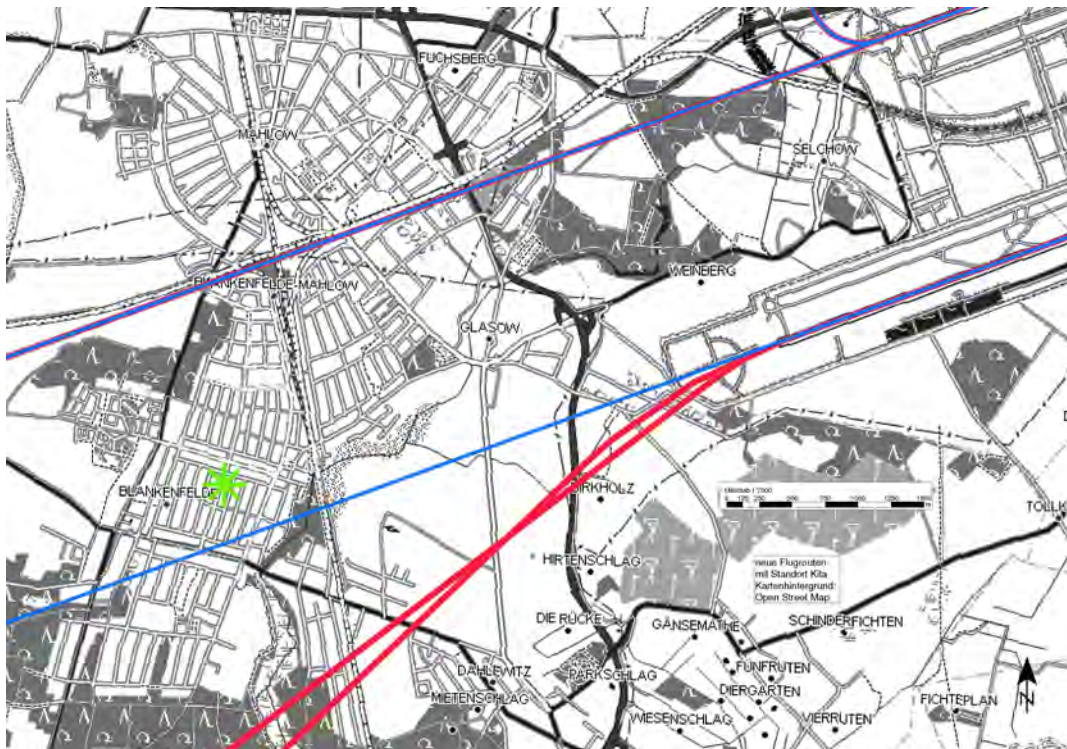 FUCHSBERG
MAHLOW
SELCHOW
WEINBERG
BLANKENFELDE-MAHLOW
GLASOW
BLANKENFELDE
BIRKHOLZ
HIRTENSCHLAG
neue Flugrouten
mit Standort Kita
Kartenhintergrund:
Open Street Map
DIE RÜCKE
GÄNSEMATHE
SCHINDERFICHTEN
DAHLEWITZ
PARKSCHLAG
FÜNFRUTEN
MIETENSCHLAG
DIERGARTEN
WIESENSCHLAG
VIERRUTEN
FICHTEPLAN
N